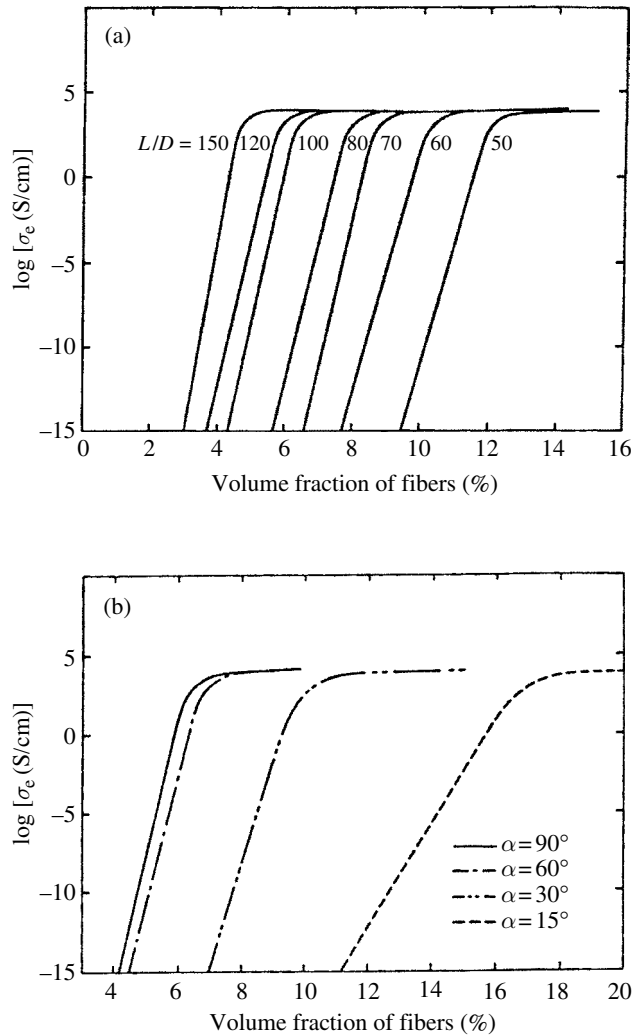 (a)
5
0
−5
−10
−15
log [σₑ (S/cm)]
L/D = 150 120 100 80 70 60 50
0 2 4 6 8 10 12 14 16
Volume fraction of fibers (%)
(b)
5
0
−5
−10
−15
log [σₑ (S/cm)]
α = 90°
α = 60°
α = 30°
α = 15°
4 6 8 10 12 14 16 18 20
Volume fraction of fibers (%)